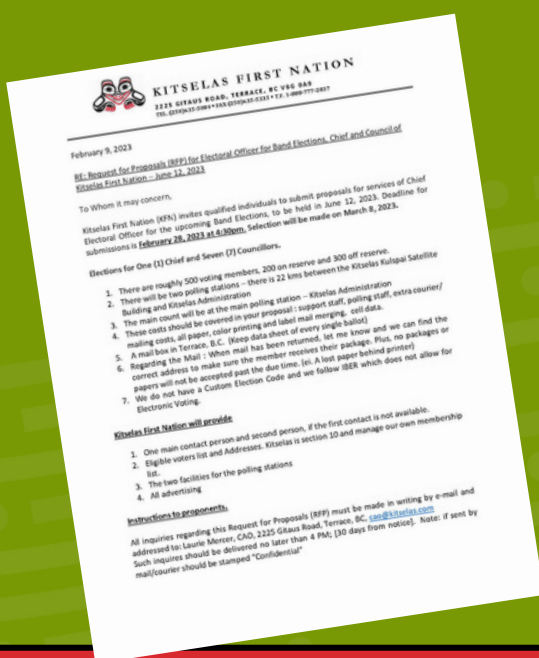 KITSELAS FIRST NATION
2225 GITAUS ROAD, TERRACE, BC V8G 0A9
TEL (250)635-5084 • FAX (250)635-5335 • T.F. 1-800-777-2837
February 9, 2023
RE: Request for Proposals (RFP) for Electoral Officer for Band Elections, Chief and Council of
Kitselas First Nation – June 12, 2023
To Whom it may concern,
Kitselas First Nation (KFN) invites qualified individuals to submit proposals for services of Chief
Electoral Officer for the upcoming Band Elections, to be held in June 12, 2023. Deadline for
submissions is February 28, 2023 at 4:30pm. Selection will be made on March 8, 2023.
Elections for One (1) Chief and Seven (7) Councillors.
1. There are roughly 500 voting members, 200 on reserve and 300 off reserve.
2. There will be two polling stations – there is 22 kms between the Kitselas Kulspai Satellite
Building and Kitselas Administration
3. The main count will be at the main polling station – Kitselas Administration
4. These costs should be covered in your proposal : support staff, polling staff, extra courier/
mailing costs, all paper, color printing and label mail merging, cell data.
5. A mail box in Terrace, B.C. (Keep data sheet of every single ballot)
6. Regarding the Mail : When mail has been returned, let me know and we can find the
correct address to make sure the member receives their package. Plus, no packages or
papers will not be accepted past the due time. (ei. A lost paper behind printer)
7. We do not have a Custom Election Code and we follow IBER which does not allow for
Electronic Voting.
Kitselas First Nation will provide
1. One main contact person and second person, if the first contact is not available.
2. Eligible voters list and Addresses. Kitselas is section 10 and manage our own membership
list.
3. The two facilities for the polling stations
4. All advertising
Instructions to proponents.
All inquiries regarding this Request for Proposals (RFP) must be made in writing by e-mail and
addressed to: Laurie Mercer, CAO, 2225 Gitaus Road, Terrace, BC, cao@kitselas.com
Such inquires should be delivered no later than 4 PM; [30 days from notice]. Note: if sent by
mail/courier should be stamped "Confidential"